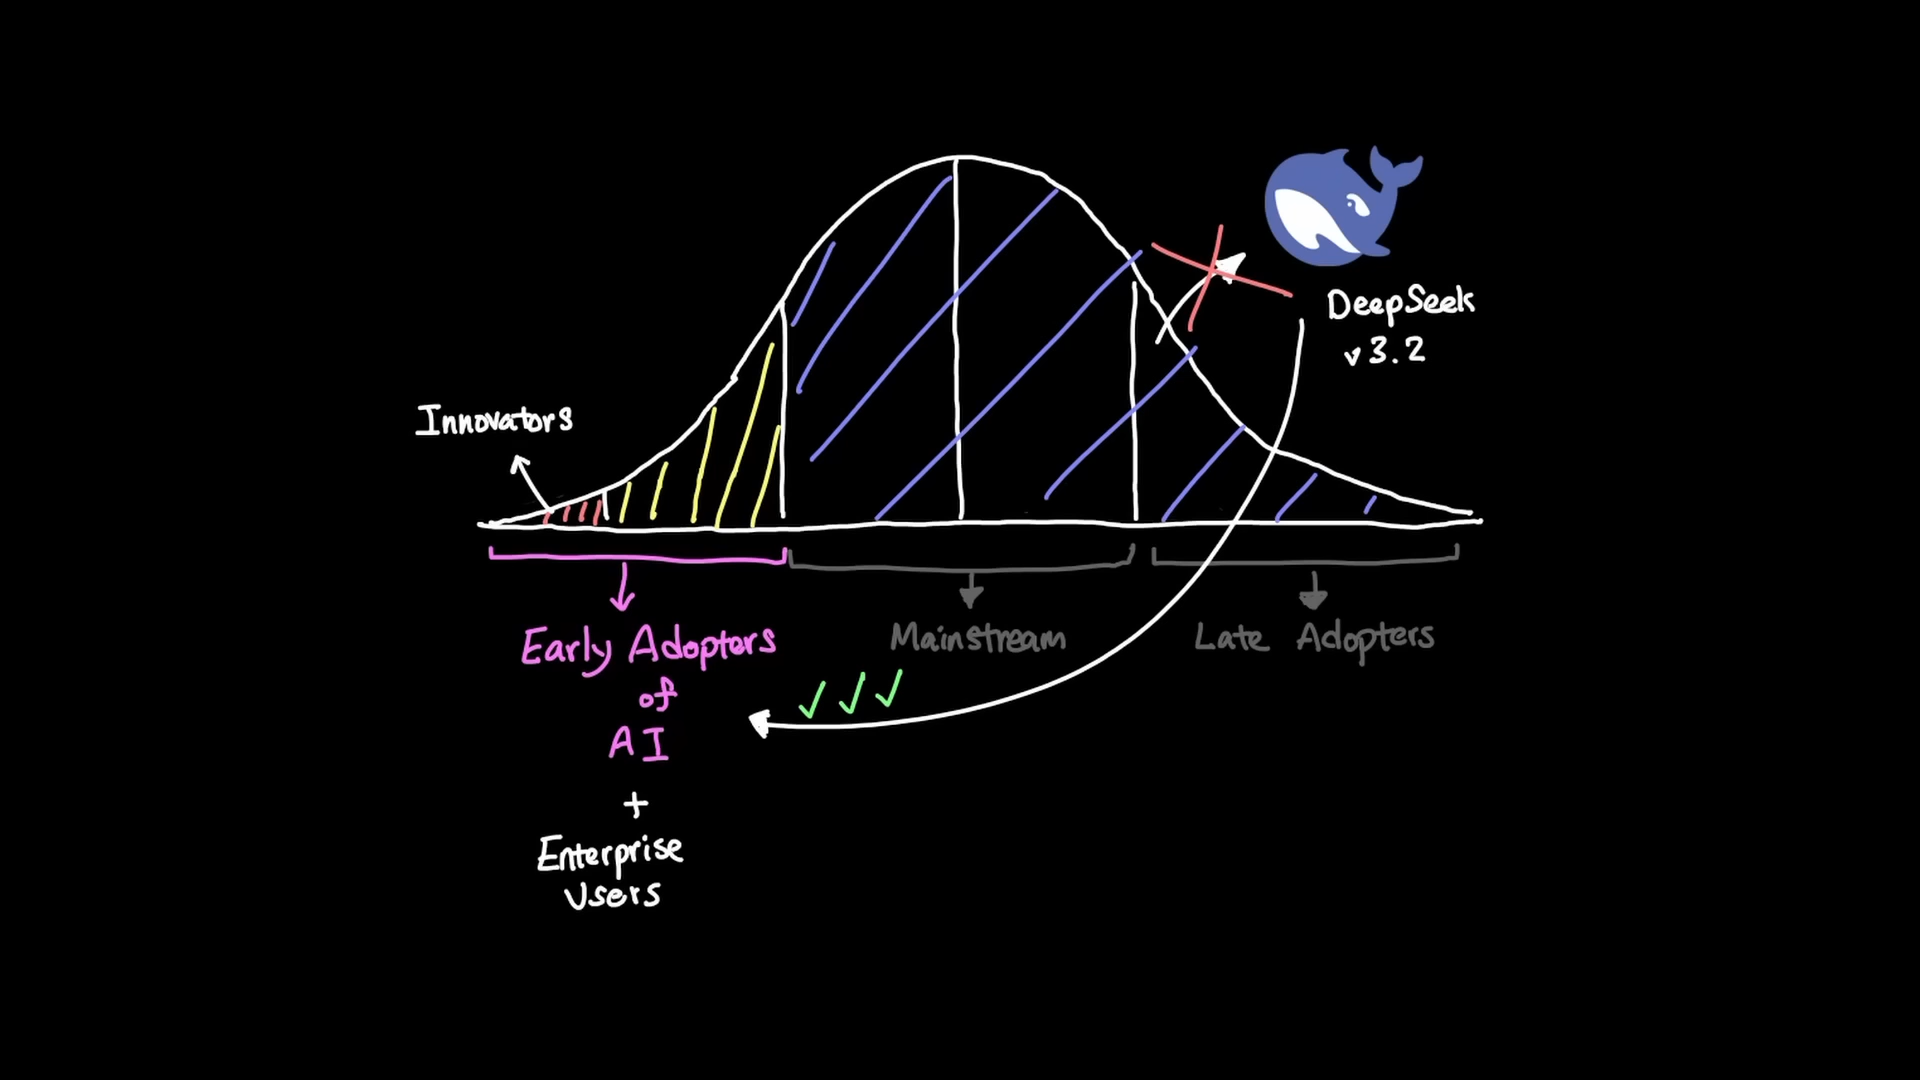 DeepSeek
v3.2
Innovators
Early Adopters
of
AI
+
Enterprise
Users
Mainstream
Late Adopters